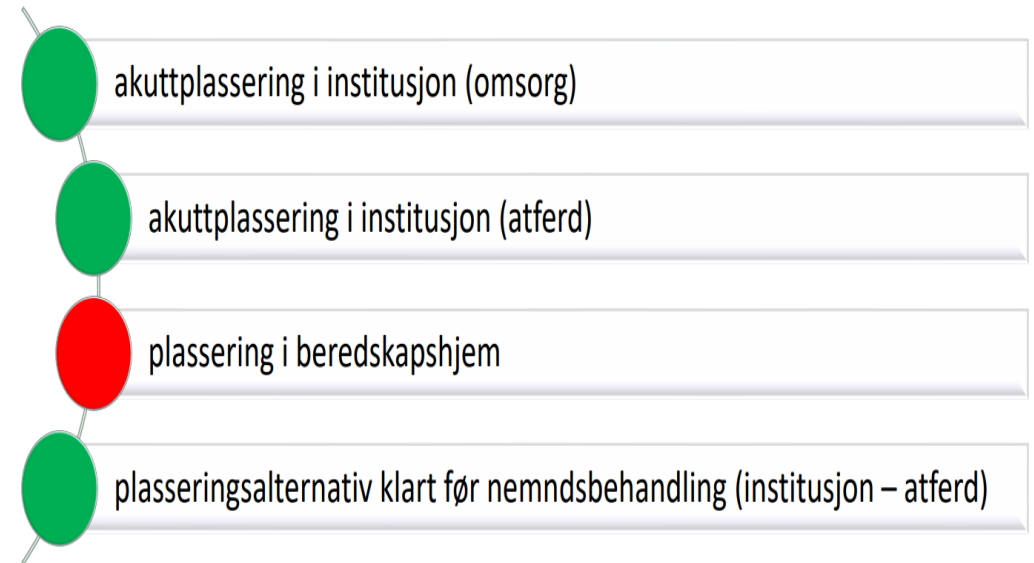 akuttplassering i institusjon (omsorg)
akuttplassering i institusjon (atferd)
plassering i beredskapshjem
plasseringsalternativ klart før nemndsbehandling (institusjon – atferd)